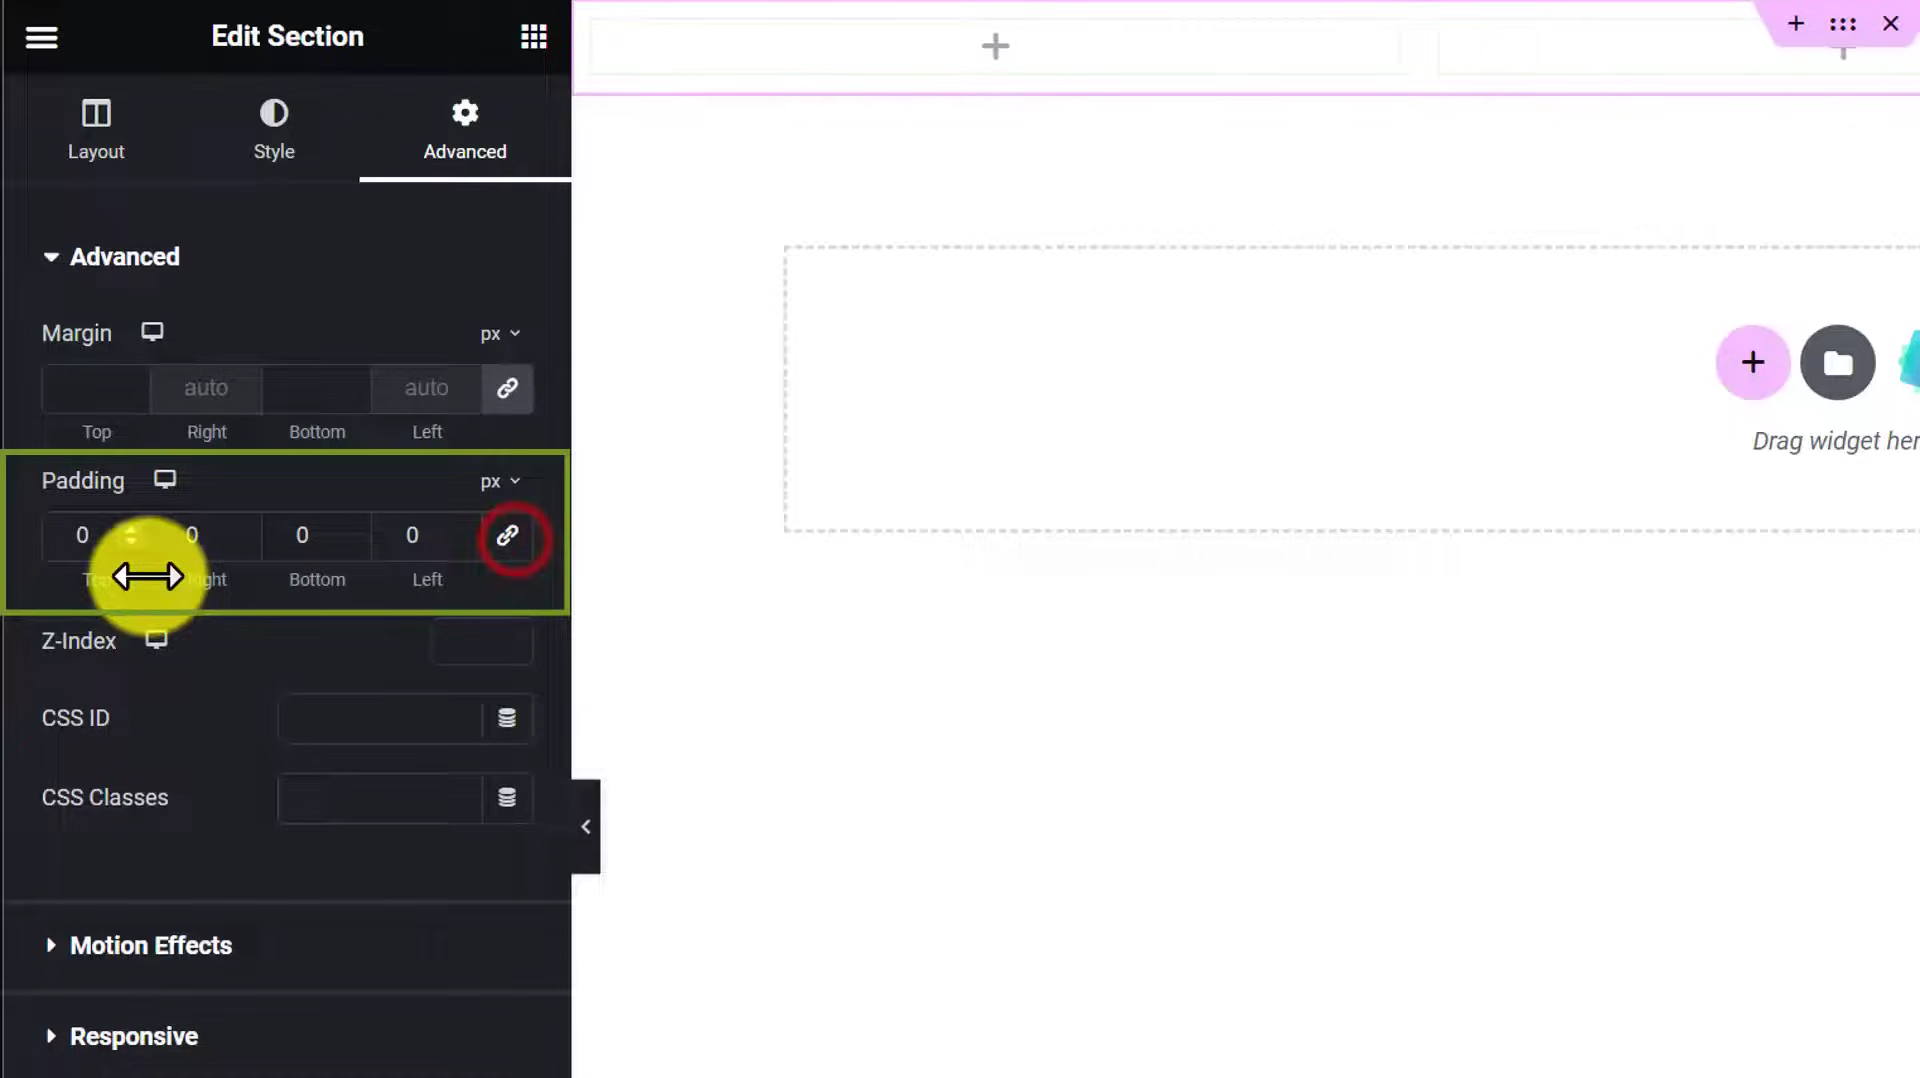 Edit Section
Layout
Style
Advanced
Advanced
Margin
px
auto
auto
Top
Right
Bottom
Left
Padding
px
0
0
0
0
Bottom
Left
Z-Index
CSS ID
CSS Classes
Motion Effects
Responsive
Drag widget